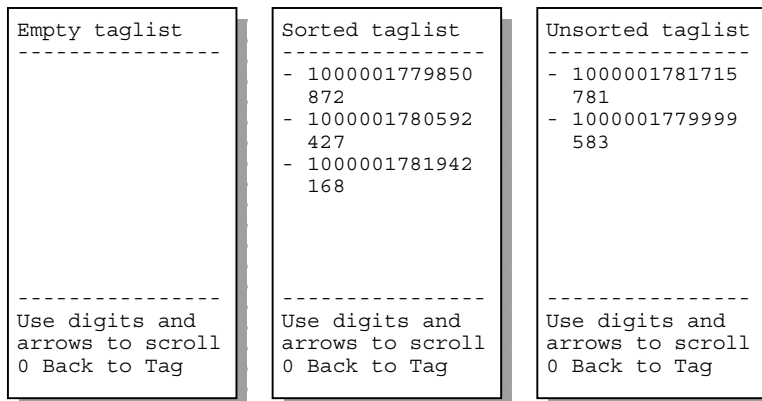 Empty taglist
----------------
----------------
Use digits and
arrows to scroll
0 Back to Tag
Sorted taglist
----------------
- 1000001779850
872
- 1000001780592
427
- 1000001781942
168
----------------
Use digits and
arrows to scroll
0 Back to Tag
Unsorted taglist
----------------
- 1000001781715
781
- 1000001779999
583
----------------
Use digits and
arrows to scroll
0 Back to Tag